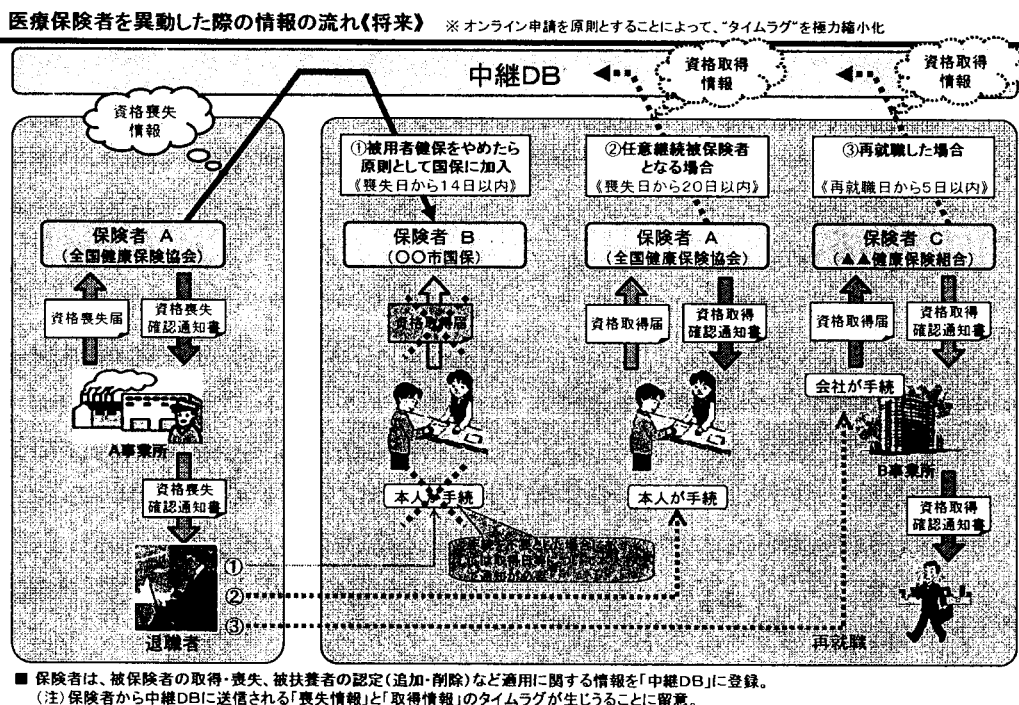 医療保険者を異動した際の情報の流れ《将来》 ※ オンライン申請を原則とすることによって、"タイムラグ"を極力縮小化
中継DB
資格取得
情報
資格取得
情報
資格喪失
情報
①被用者健保をやめたら
原則として国保に加入
《喪失日から14日以内》
②任意継続被保険者
となる場合
《喪失日から20日以内》
③再就職した場合
《再就職日から5日以内》
保険者 A
(全国健康保険協会)
保険者 B
(〇〇市国保)
保険者 A
(全国健康保険協会)
保険者 C
(▲▲健康保険組合)
資格喪失届
資格喪失
確認通知書
資格取得届
資格取得届
資格取得
確認通知書
資格取得届
資格取得
確認通知書
会社が手続
A事業所
B事業所
資格喪失
確認通知書
本人が手続
本人が手続
資格取得
確認通知書
①
②
③
退職者
再就職
■ 保険者は、被保険者の取得・喪失、被扶養者の認定(追加・削除)など適用に関する情報を「中継DB」に登録。
(注)保険者から中継DBに送信される「喪失情報」と「取得情報」のタイムラグが生じうることに留意。